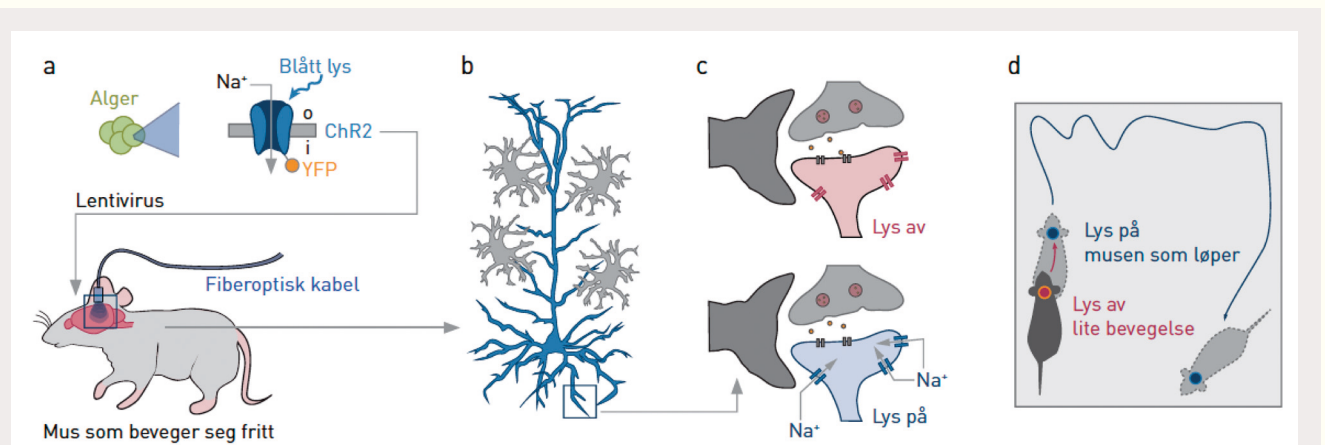 a
Alger
Na⁺
Blått lys
o
ChR2
i
YFP
Lentivirus
Fiberoptisk kabel
Mus som beveger seg fritt
b
c
Lys av
Na⁺
Na⁺
Lys på
d
Lys på
musen som løper
Lys av
lite bevegelse